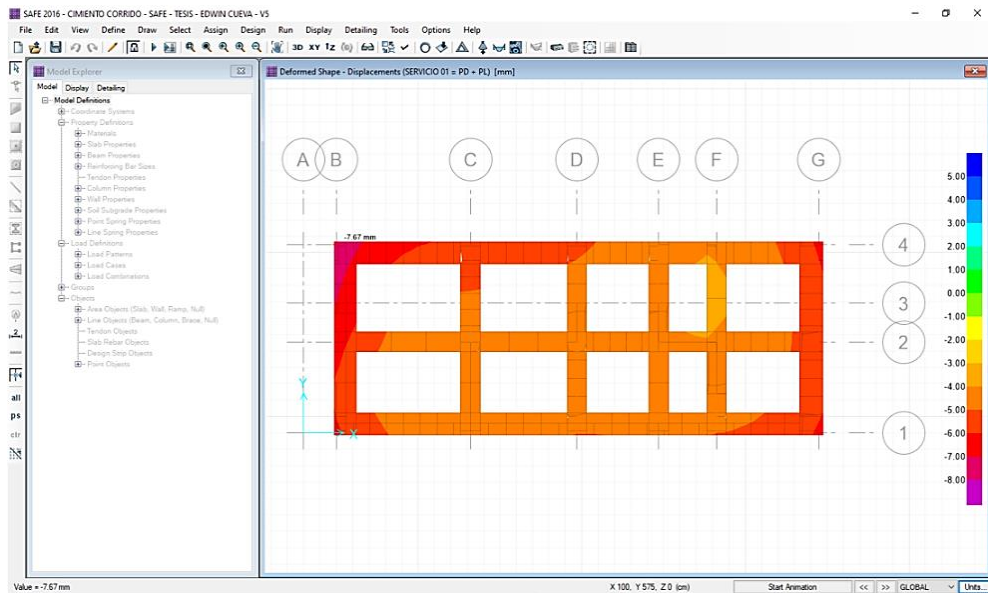 SAFE 2016 - CIMIENTO CORRIDO - SAFE - TESIS - EDWIN CUEVA - V5
File Edit View Define Draw Select Assign Design Run Display Detailing Tools Options Help
3D XY
Model Explorer
Model Display Detailing
Model Definitions
Coordinate Systems
Property Definitions
Materials
Slab Properties
Beam Properties
Reinforcing Bar Sizes
Tendon Properties
Column Properties
Wall Properties
Soil Subgrade Properties
Point Spring Properties
Line Spring Properties
Load Definitions
Load Patterns
Load Cases
Load Combinations
Groups
Objects
Area Objects (Slab, Wall, Ramp, Null)
Line Objects (Beam, Column, Brace, Null)
Tendon Objects
Slab Rebar Objects
Design Strip Objects
Point Objects
all
ps
clr
Deformed Shape - Displacements (SERVICIO 01 = PD + PL) [mm]
A B C D E F G
-7.67 mm
4
3
2
1
Y
X
5.00
4.00
3.00
2.00
1.00
0.00
-1.00
-2.00
-3.00
-4.00
-5.00
-6.00
-7.00
-8.00
Value = -7.67 mm
X 100, Y 575, Z 0 (cm)
Start Animation
<< >> GLOBAL Units...